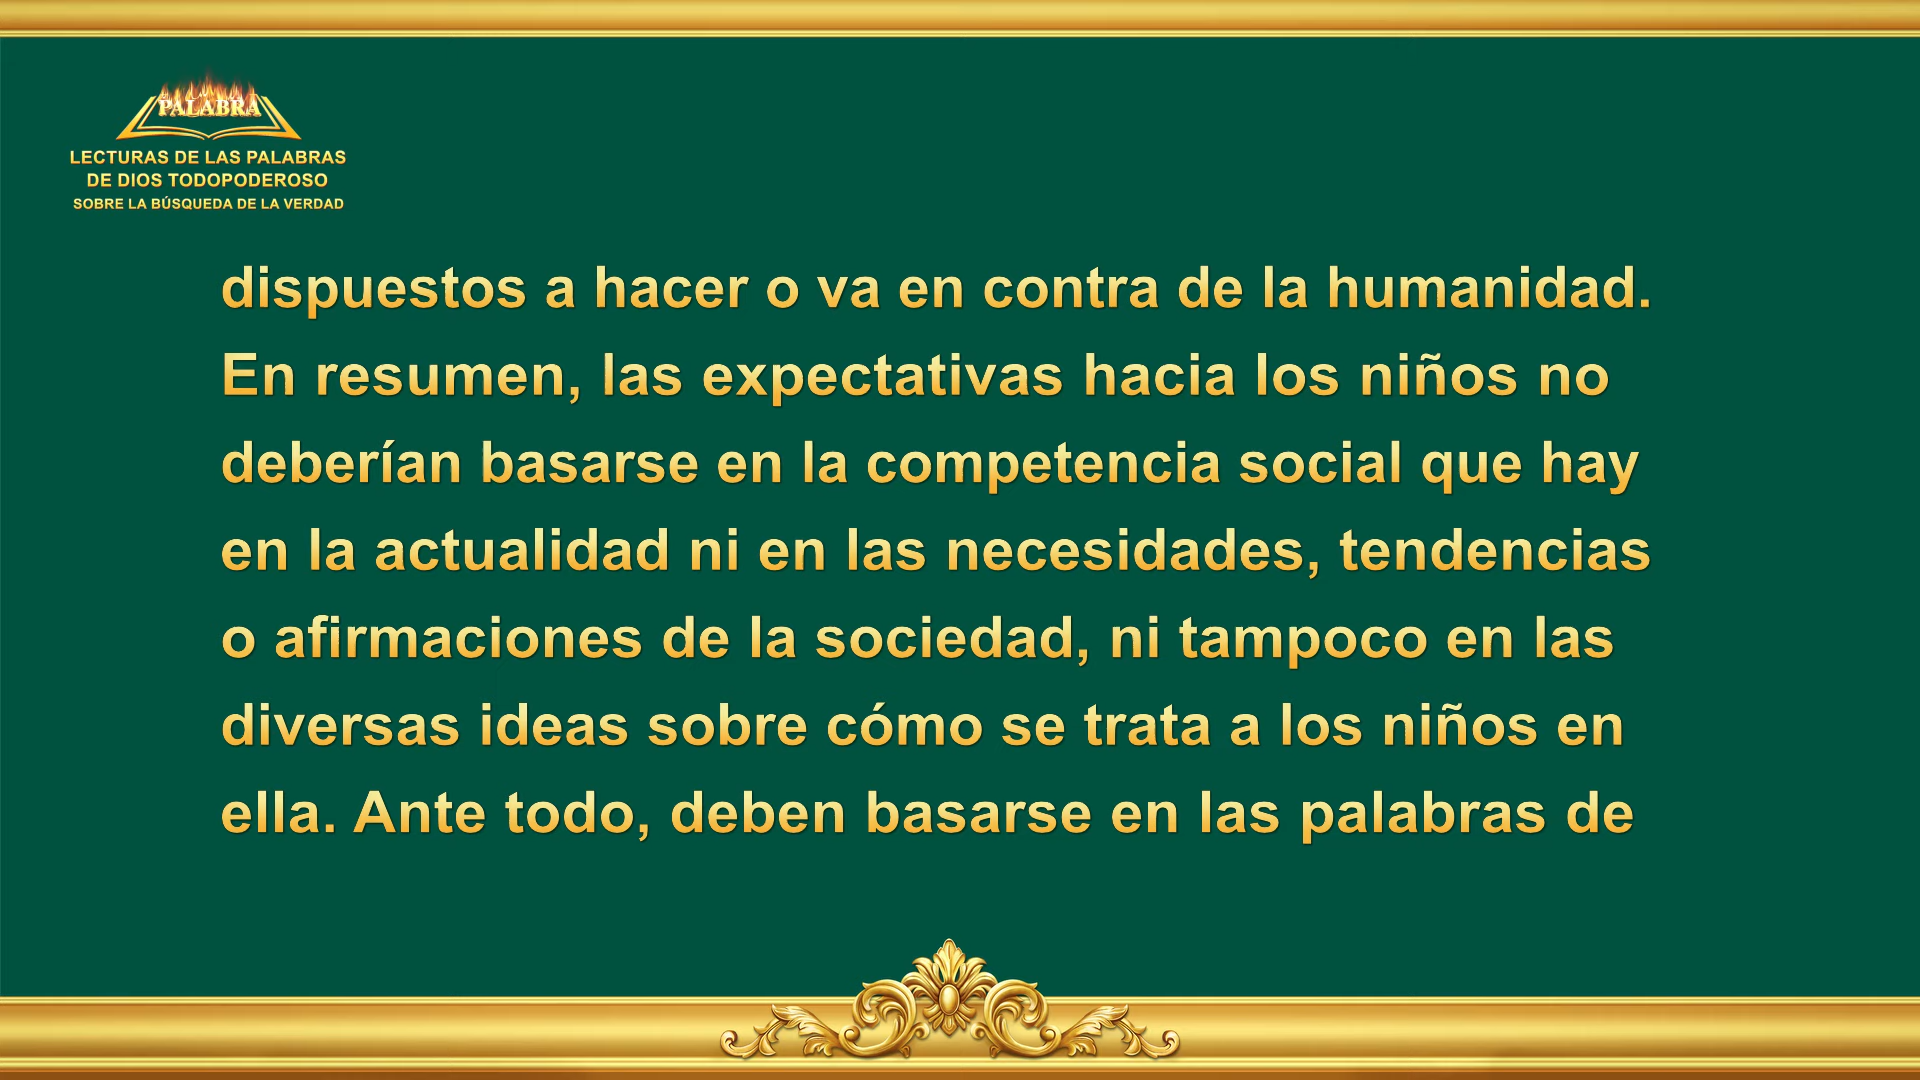 PALABRA
LECTURAS DE LAS PALABRAS
DE DIOS TODOPODEROSO
SOBRE LA BÚSQUEDA DE LA VERDAD
dispuestos a hacer o va en contra de la humanidad.
En resumen, las expectativas hacia los niños no
deberían basarse en la competencia social que hay
en la actualidad ni en las necesidades, tendencias
o afirmaciones de la sociedad, ni tampoco en las
diversas ideas sobre cómo se trata a los niños en
ella. Ante todo, deben basarse en las palabras de